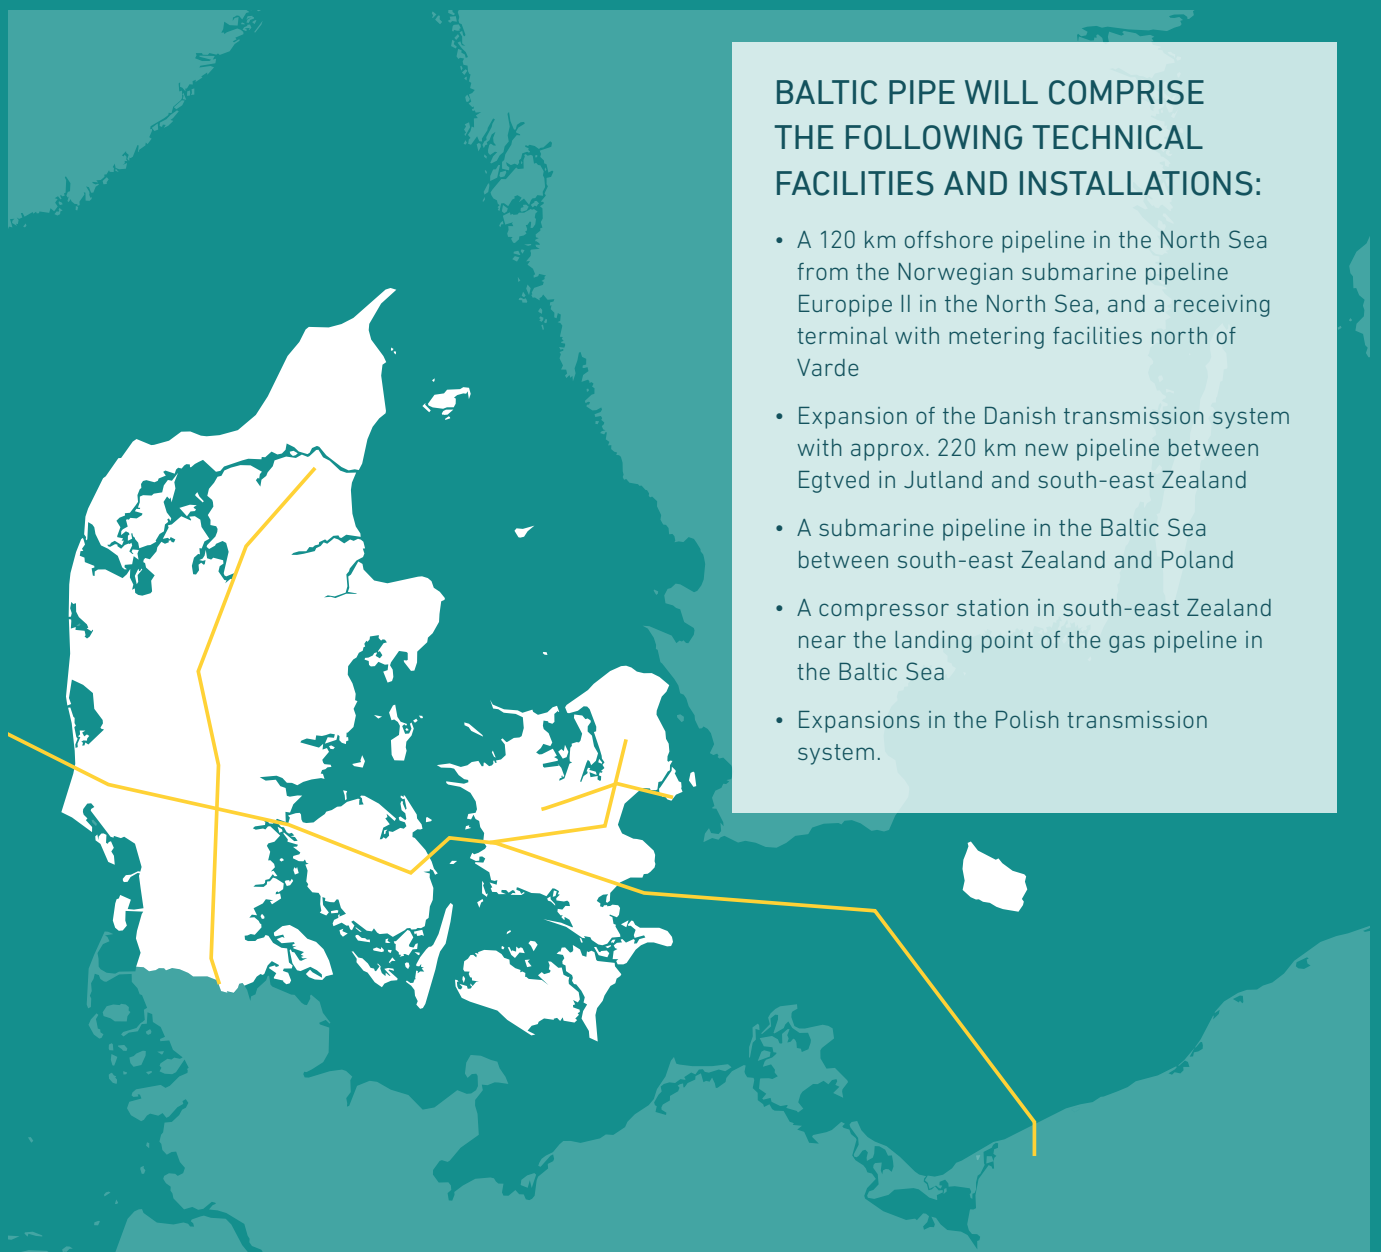 BALTIC PIPE WILL COMPRISE
THE FOLLOWING TECHNICAL
FACILITIES AND INSTALLATIONS:
• A 120 km offshore pipeline in the North Sea
from the Norwegian submarine pipeline
Europipe II in the North Sea, and a receiving
terminal with metering facilities north of
Varde
• Expansion of the Danish transmission system
with approx. 220 km new pipeline between
Egtved in Jutland and south-east Zealand
• A submarine pipeline in the Baltic Sea
between south-east Zealand and Poland
• A compressor station in south-east Zealand
near the landing point of the gas pipeline in
the Baltic Sea
• Expansions in the Polish transmission
system.